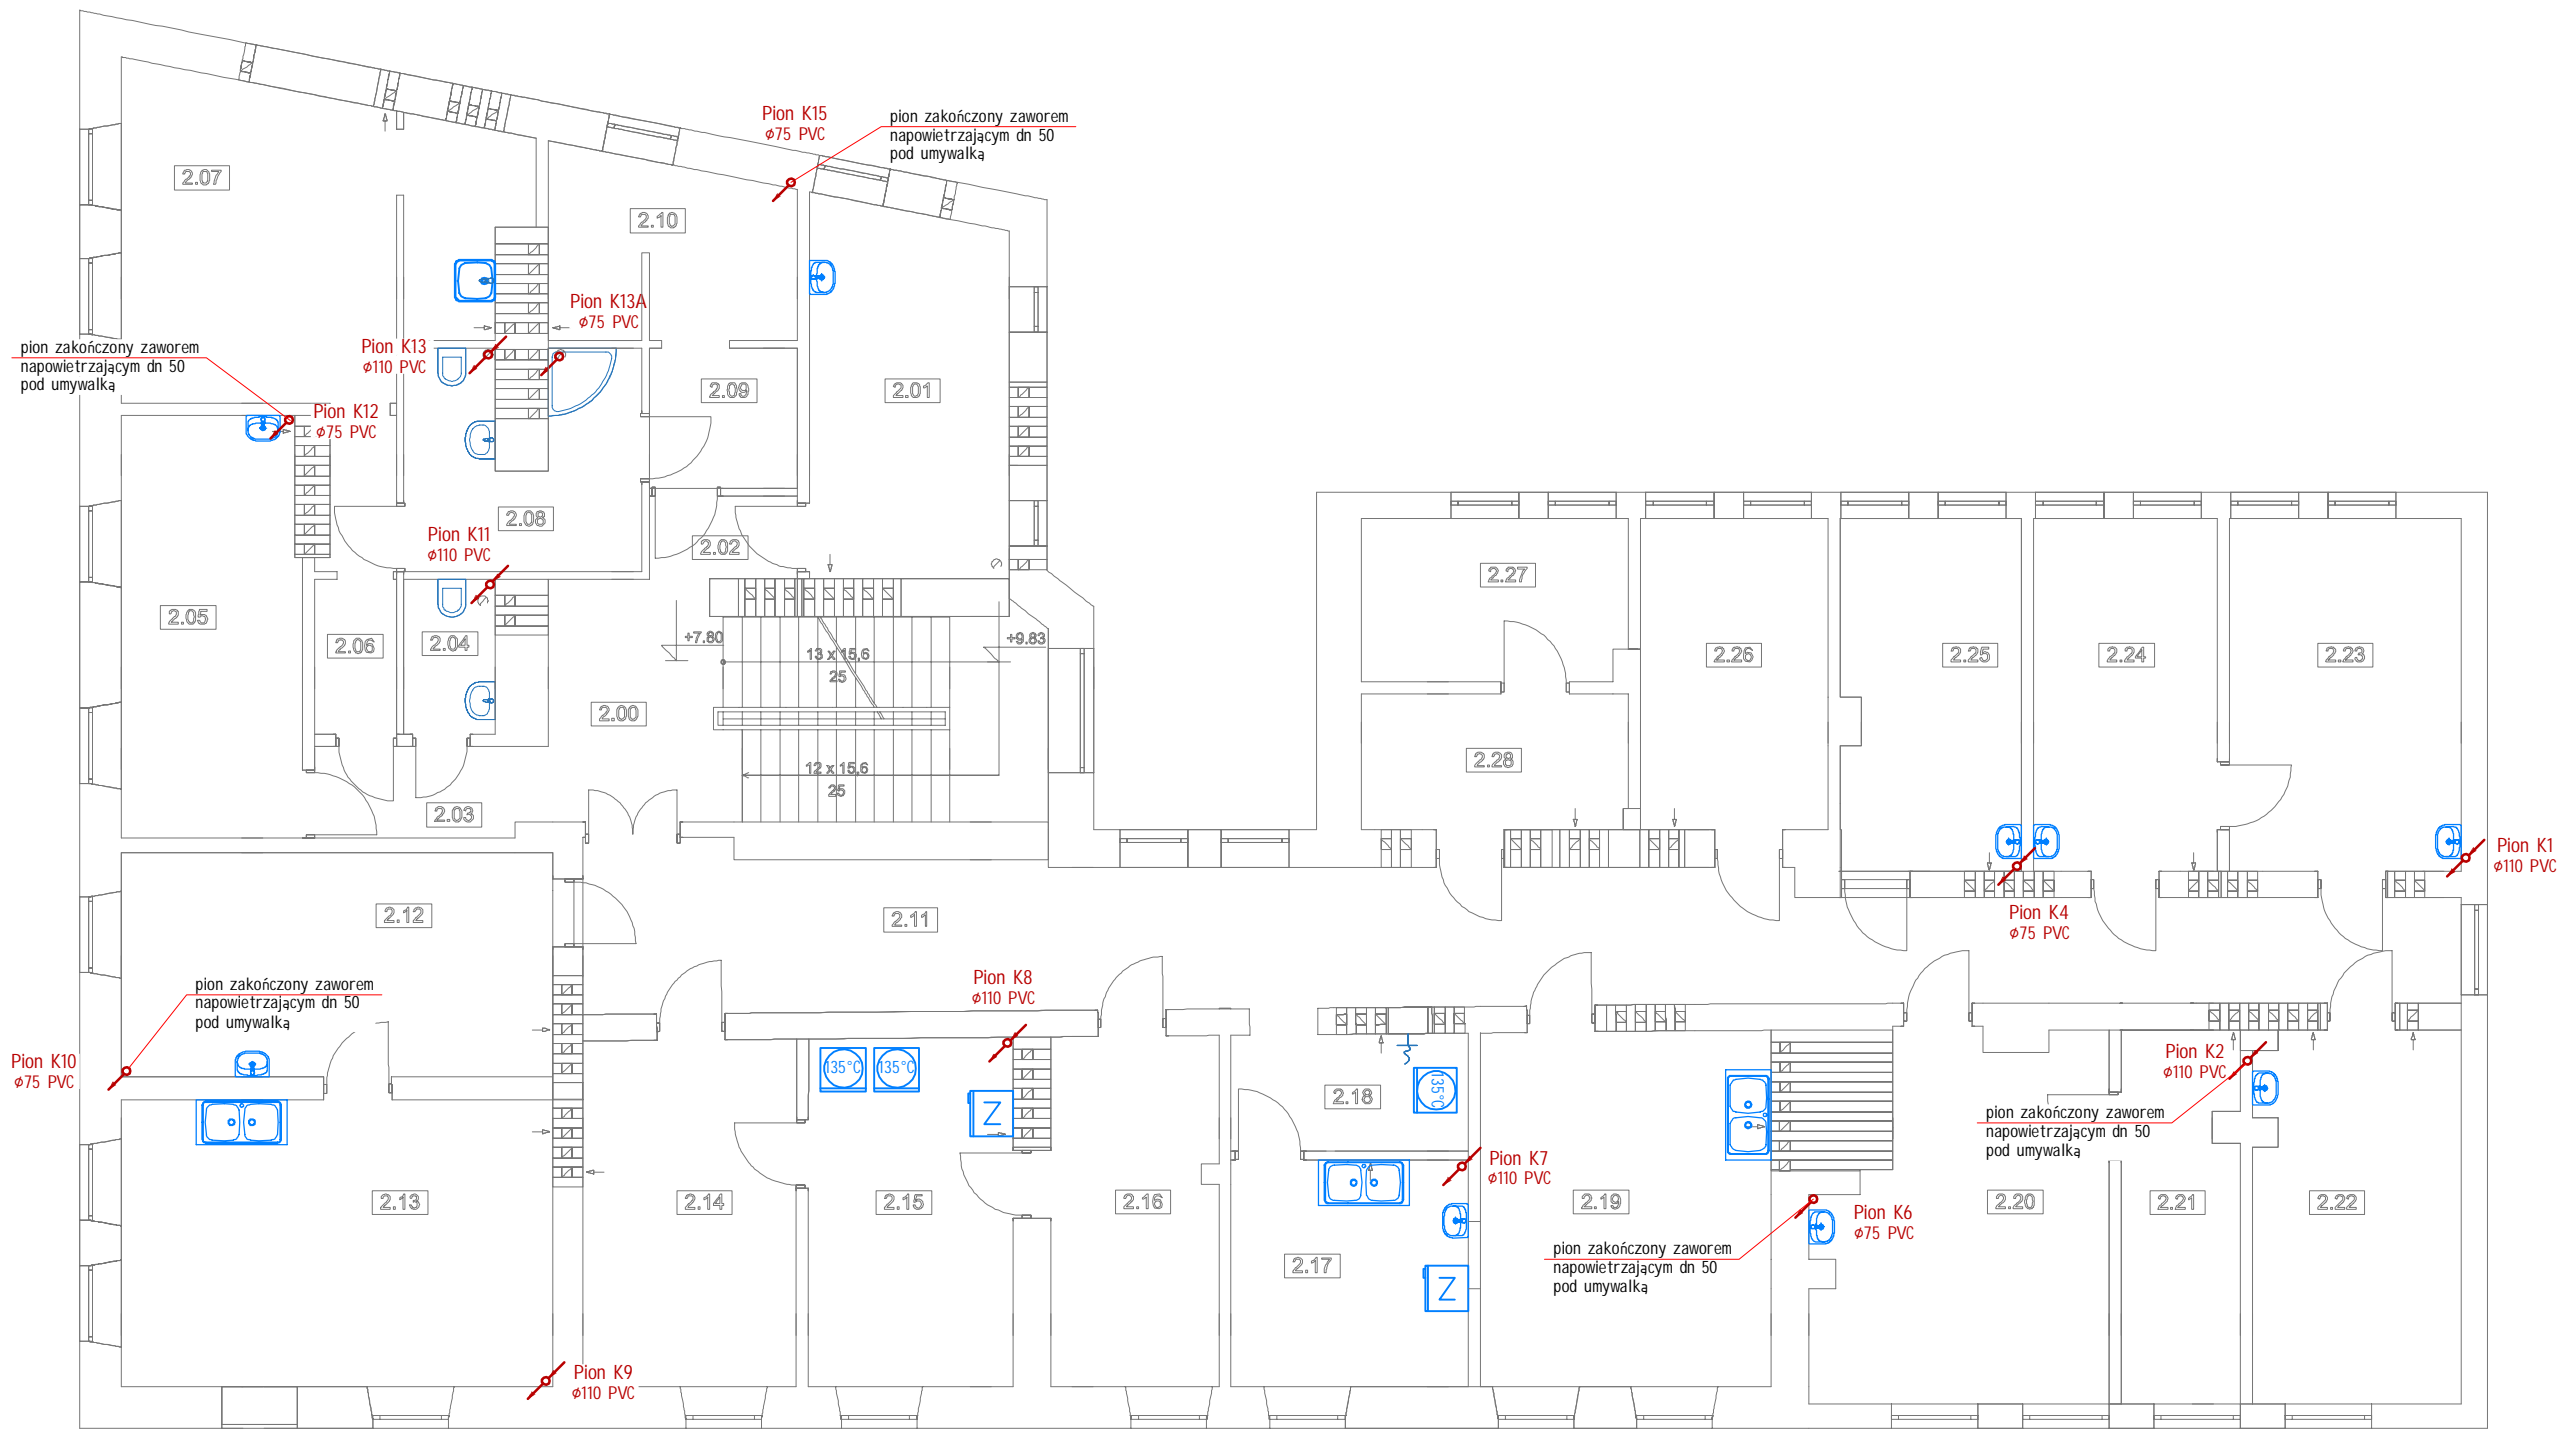 Pion K15
ø75 PVC
pion zakończony zaworem
napowietrzającym dn 50
pod umywalką
2.07
2.10
Pion K13A
ø75 PVC
pion zakończony zaworem
napowietrzającym dn 50
pod umywalką
Pion K13
ø110 PVC
2.09
2.01
Pion K12
ø75 PVC
2.08
Pion K11
ø110 PVC
2.02
2.27
2.05
2.06
2.04
+7.80
+9.83
13 x 15,6
25
2.26
2.25
2.24
2.23
2.00
2.28
12 x 15,6
25
2.03
Pion K1
ø110 PVC
2.12
2.11
Pion K4
ø75 PVC
pion zakończony zaworem
napowietrzającym dn 50
pod umywalką
Pion K8
ø110 PVC
Pion K10
ø75 PVC
135°C
135°C
Z
2.18
135°C
Pion K2
ø110 PVC
pion zakończony zaworem
napowietrzającym dn 50
pod umywalką
Pion K7
ø110 PVC
2.13
2.14
2.15
2.16
2.19
2.20
2.21
2.22
Pion K6
ø75 PVC
2.17
Z
pion zakończony zaworem
napowietrzającym dn 50
pod umywalką
Pion K9
ø110 PVC